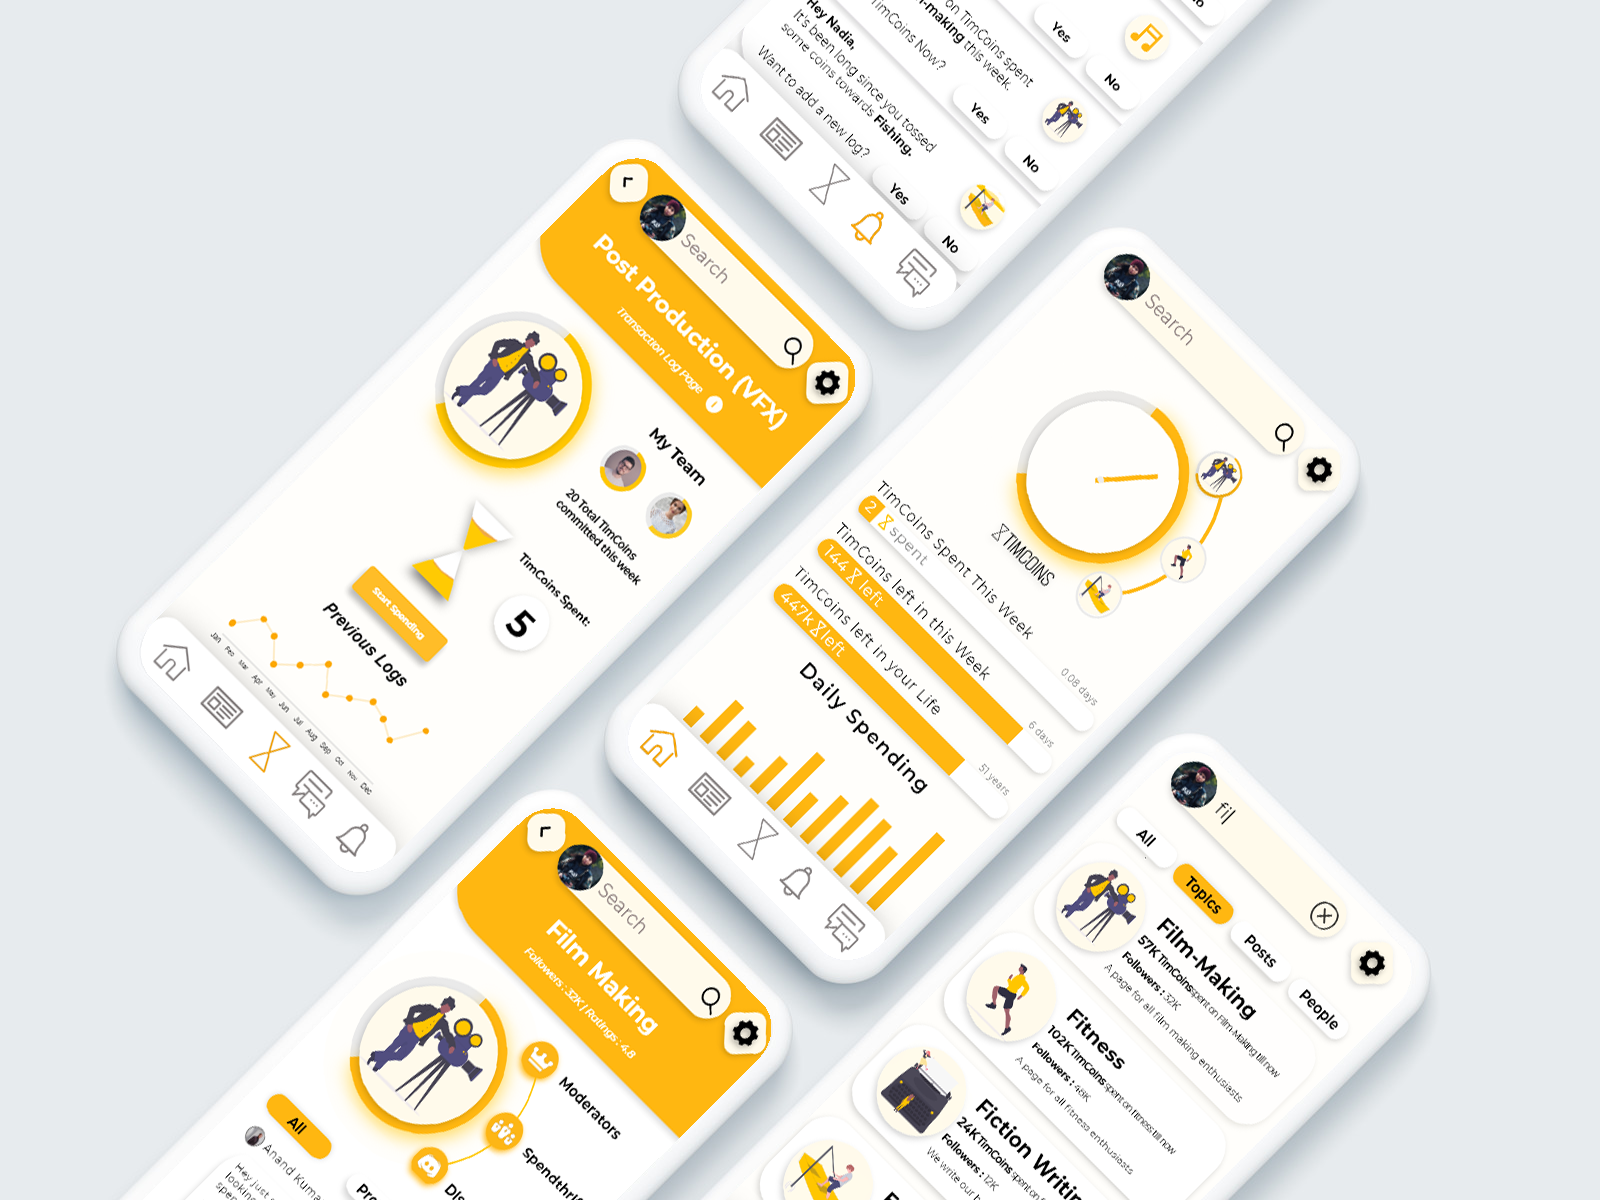 on TimCoins spent
-making this week.
TimCoins Now?
Yes
No
No
Yes
No
Hey Nadia,
It's been long since you tossed
some coins towards Fishing.
Want to add a new log?
Yes
No
Search
Post Production (VFX)
Transaction Log Page
i
My Team
20 Total TimCoins
committed this week
TimCoins Spent:
5
Start Spending
Previous Logs
Jan Feb Mar Apr May Jun Jul Aug Sep Oct Nov Dec
Search
TIMCOINS
TimCoins Spent This Week
2 spent
0.08 days
TimCoins left in this Week
144 left
6 days
TimCoins left in your Life
447k left
51 years
Daily Spending
Search
Film Making
Followers : 32K | Ratings : 4.8
Moderators
All
Anand Kuma
Hey just
fil
All
Topics
Posts
People
Film-Making
57K TimCoins spent on Film-Making till now
Followers : 32K
A page for all film making enthusiasts
Fitness
102K TimCoins spent on fitness till now
Followers : 46K
A page for all fitness enthusiasts
Fiction Writin
24K TimCoins spent on
Followers : 12K
We write our